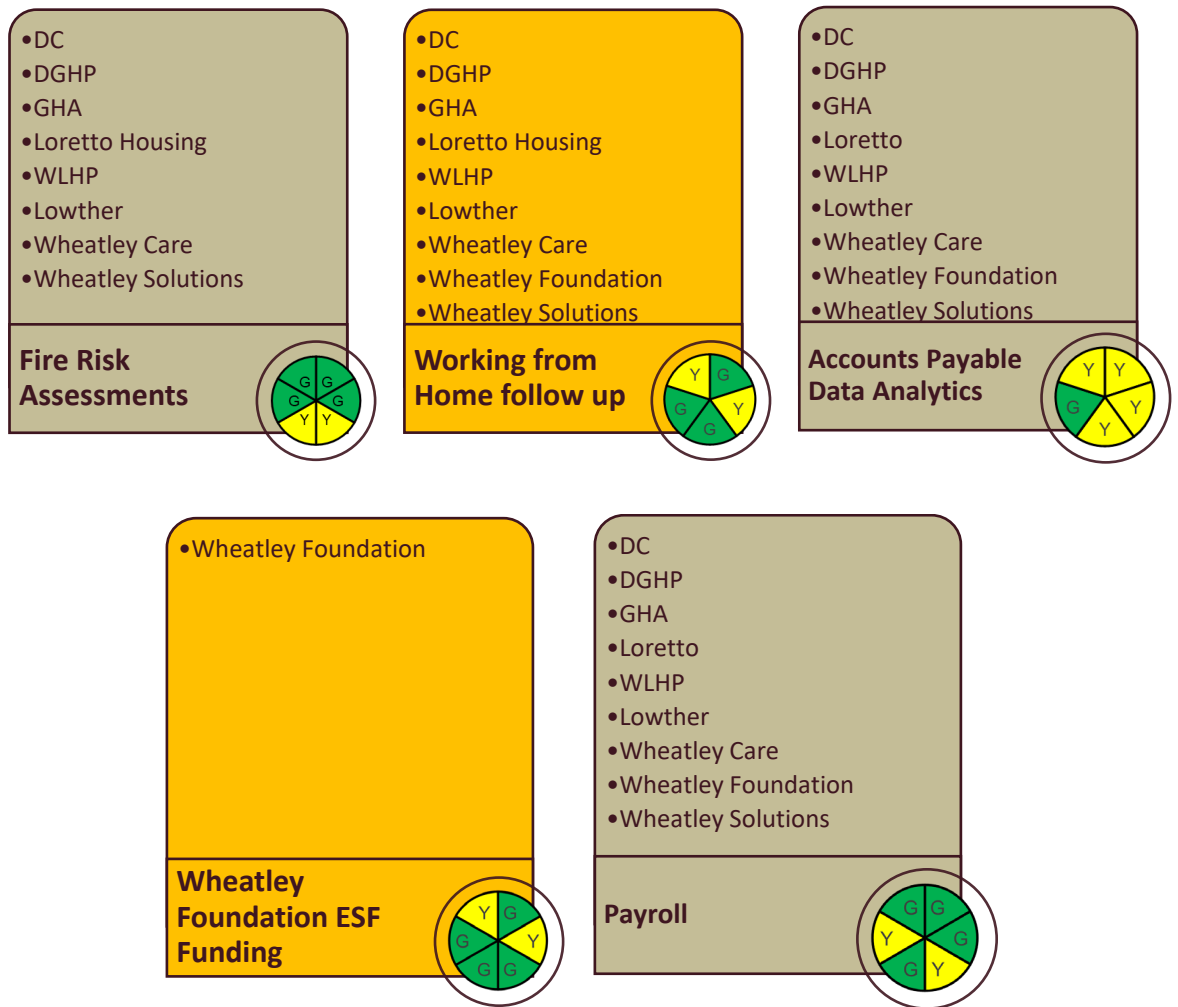 •DC
•DGHP
•GHA
•Loretto Housing
•WLHP
•Lowther
•Wheatley Care
•Wheatley Solutions
Fire Risk
Assessments
G G
G G
Y Y
•DC
•DGHP
•GHA
•Loretto Housing
•WLHP
•Lowther
•Wheatley Care
•Wheatley Foundation
•Wheatley Solutions
Working from
Home follow up
Y G
G Y
G
•DC
•DGHP
•GHA
•Loretto
•WLHP
•Lowther
•Wheatley Care
•Wheatley Foundation
•Wheatley Solutions
Accounts Payable
Data Analytics
Y Y
G Y
Y
•Wheatley Foundation
Wheatley
Foundation ESF
Funding
Y G
G Y
G G
•DC
•DGHP
•GHA
•Loretto
•WLHP
•Lowther
•Wheatley Care
•Wheatley Foundation
•Wheatley Solutions
Payroll
G G
Y G
G Y